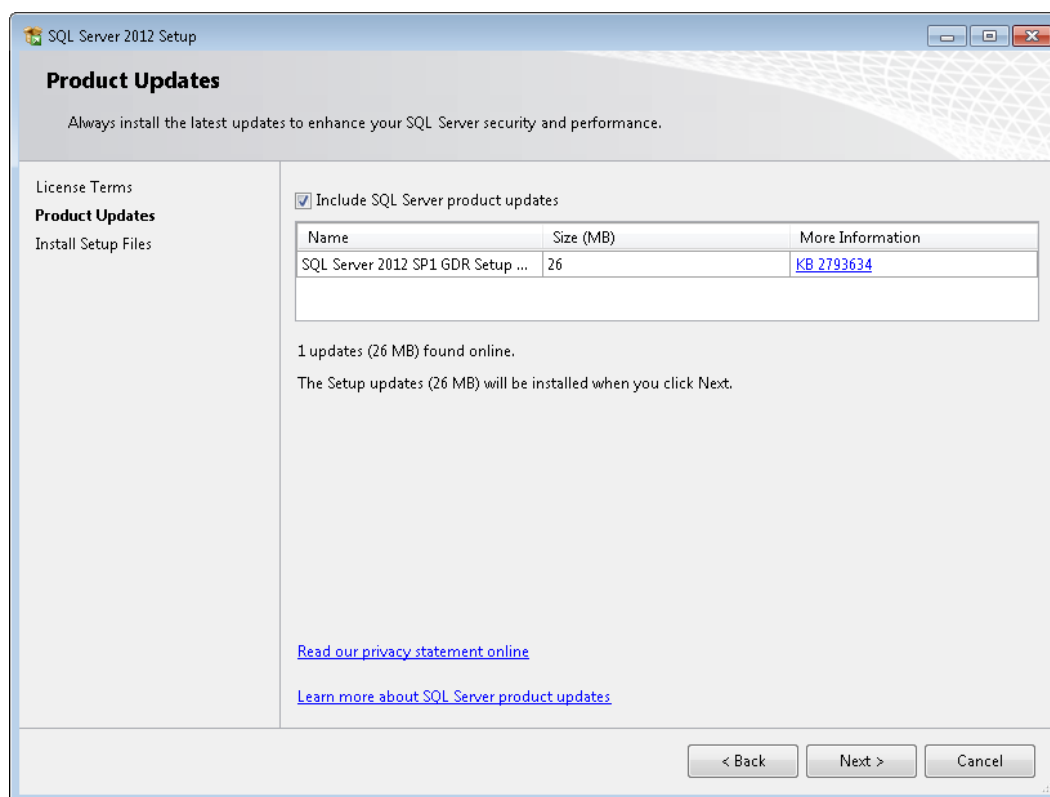 SQL Server 2012 Setup
Product Updates
Always install the latest updates to enhance your SQL Server security and performance.
License Terms
Product Updates
Install Setup Files
Include SQL Server product updates
Name Size (MB) More Information
SQL Server 2012 SP1 GDR Setup ... 26 KB 2793634
1 updates (26 MB) found online.
The Setup updates (26 MB) will be installed when you click Next.
Read our privacy statement online
Learn more about SQL Server product updates
< Back Next > Cancel